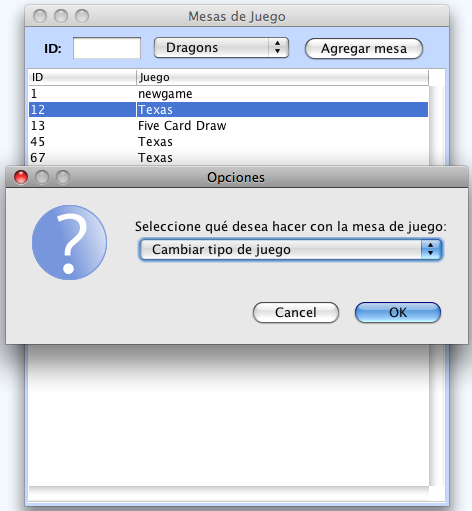 Mesas de Juego
ID: Dragons Agregar mesa
ID Juego
1 newgame
12 Texas
13 Five Card Draw
45 Texas
67 Texas
Opciones
?
Seleccione qué desea hacer con la mesa de juego:
Cambiar tipo de juego
Cancel OK